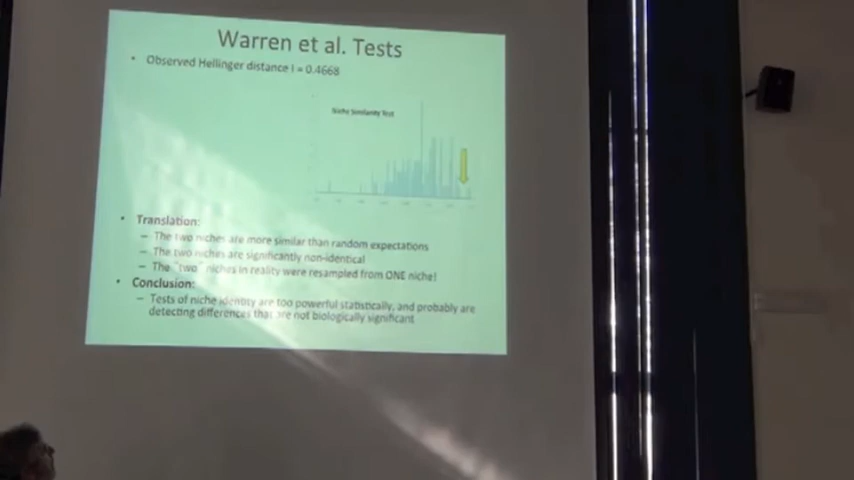 Warren et al. Tests
• Observed Hellinger distance I = 0.4668
Niche Similarity Test
• Translation:
– The two niches are more similar than random expectations
– The two niches are significantly non-identical
– The "two" niches in reality were resampled from ONE niche!
• Conclusion:
– Tests of niche identity are too powerful statistically, and probably are
detecting differences that are not biologically significant